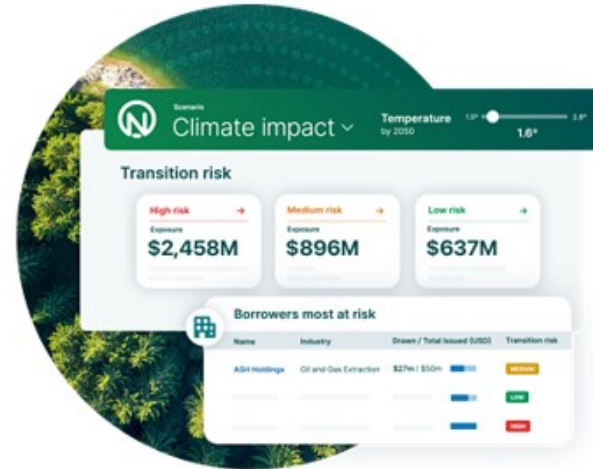 Scenario
Climate impact
Temperature
by 2050
1.5° 2.8°
1.6°
Transition risk
High risk
Exposure
$2,458M
Medium risk
Exposure
$896M
Low risk
Exposure
$637M
Borrowers most at risk
Name Industry Drawn / Total Issued (USD) Transition risk
ASH Holdings Oil and Gas Extraction $27m / $50m MEDIUM
LOW
HIGH